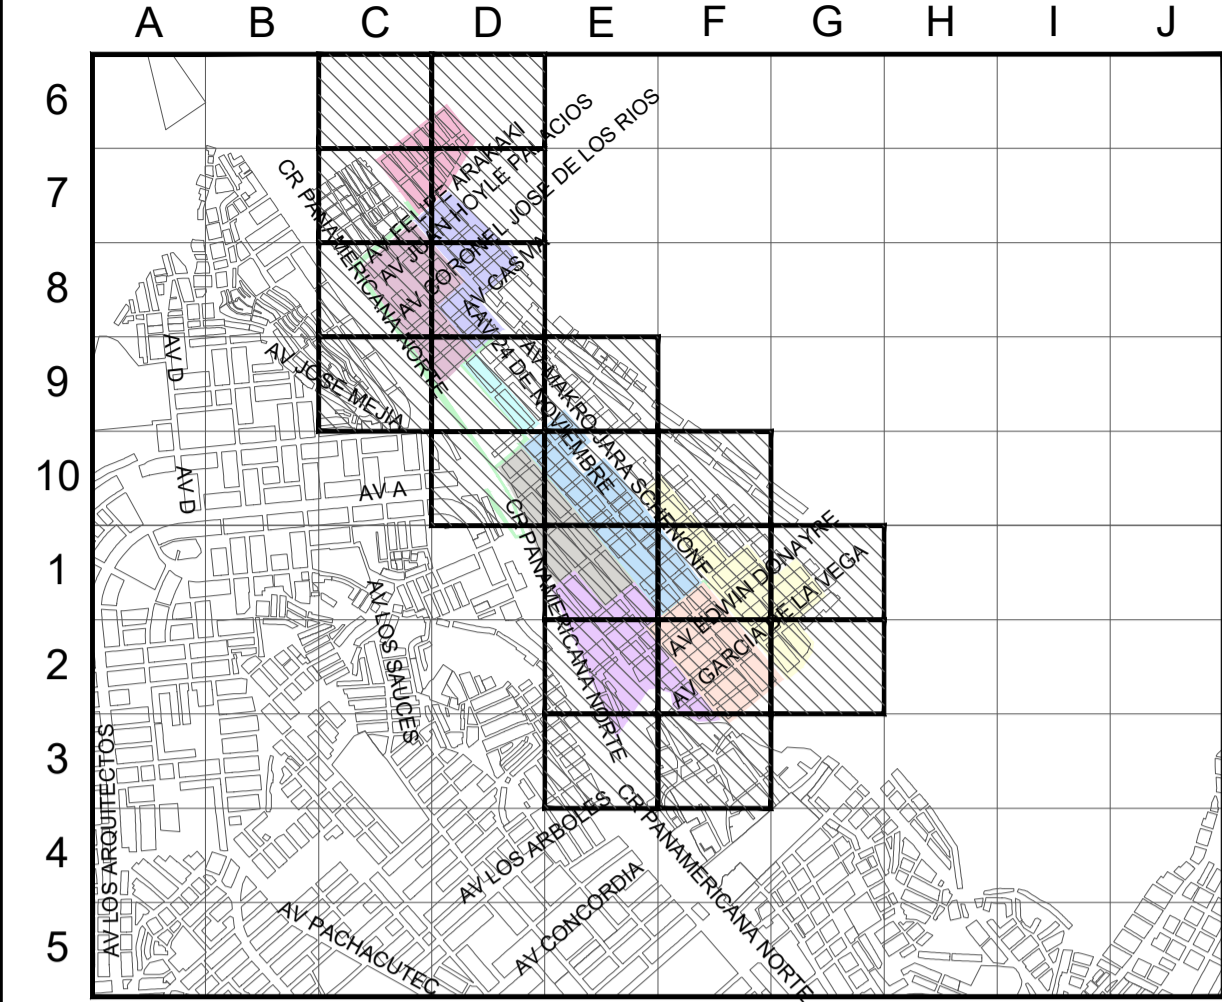 A B C D E F G H I J
6
7
8
9
10
1
2
3
4
5
AV FELIPE ARAKAKI
AV JUAN HOYLE PALACIOS
AV CORONEL JOSE DE LOS RIOS
CR PANAMERICANA NORTE
AV CASMA
AV 24 DE NOVIEMBRE
AV MAKRO
JARA SCHENONE
AV D
AV JOSE MEJIA
AV D
AV A
CR PANAMERICANA NORTE
AV EDWIN DONAYRE
AV GARCIA DE LA VEGA
AV LOS SAUCES
AV LOS ARQUITECTOS
AV LOS ARBOLES
CR PANAMERICANA NORTE
AV CONCORDIA
AV PACHACUTEC